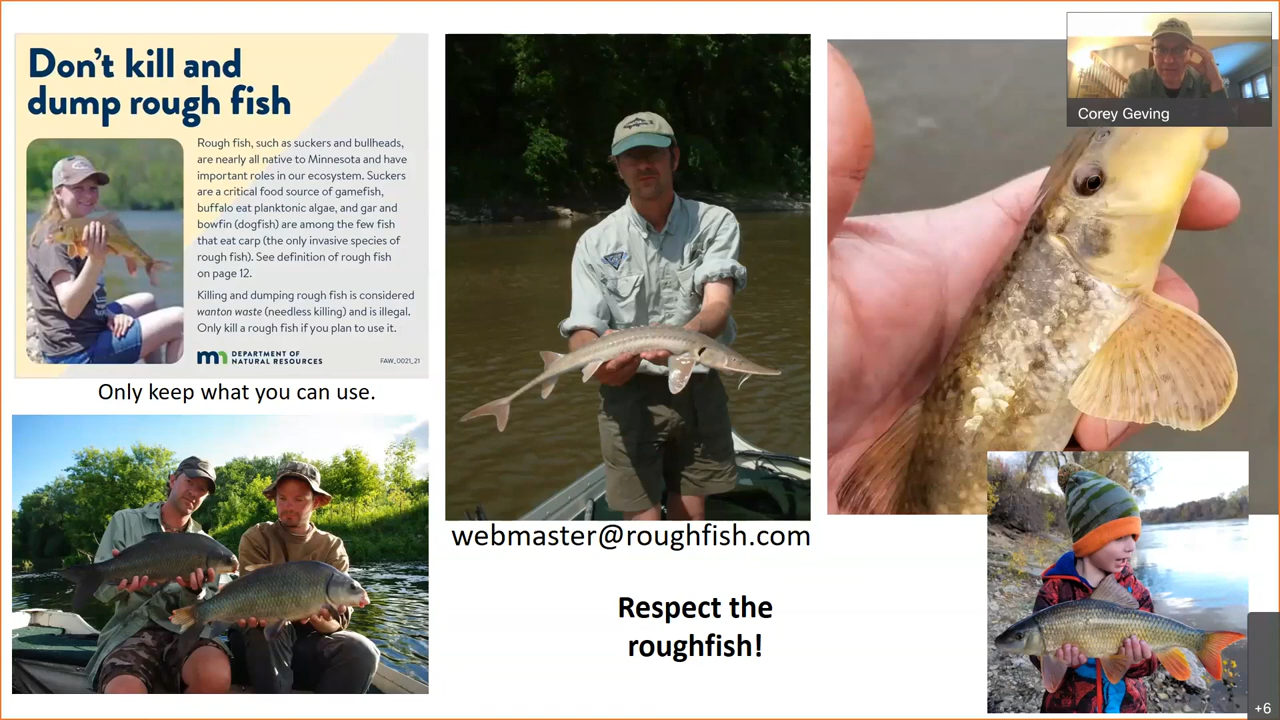 Don't kill and
dump rough fish
Rough fish, such as suckers and bullheads,
are nearly all native to Minnesota and have
important roles in our ecosystem. Suckers
are a critical food source of gamefish,
buffalo eat planktonic algae, and gar and
bowfin (dogfish) are among the few fish
that eat carp (the only invasive species of
rough fish). See definition of rough fish
on page 12.
Killing and dumping rough fish is considered
wanton waste (needless killing) and is illegal.
Only kill a rough fish if you plan to use it.
mn DEPARTMENT OF
NATURAL RESOURCES
FAW_0021_21
Only keep what you can use.
webmaster@roughfish.com
Respect the
roughfish!
Corey Geving
+6